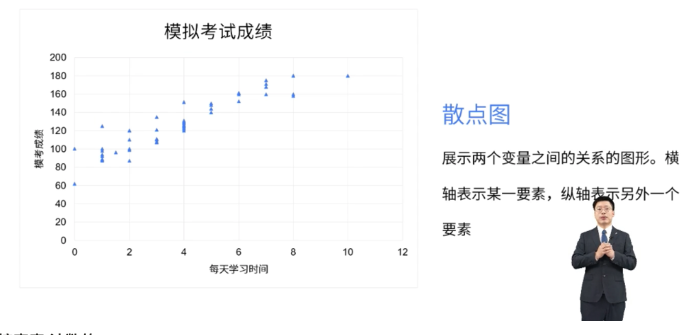 模拟考试成绩
200
180
160
140
120
100
80
60
40
20
0
模考成绩
0 2 4 6 8 10 12
每天学习时间
散点图
展示两个变量之间的关系的图形。横
轴表示某一要素，纵轴表示另外一个
要素